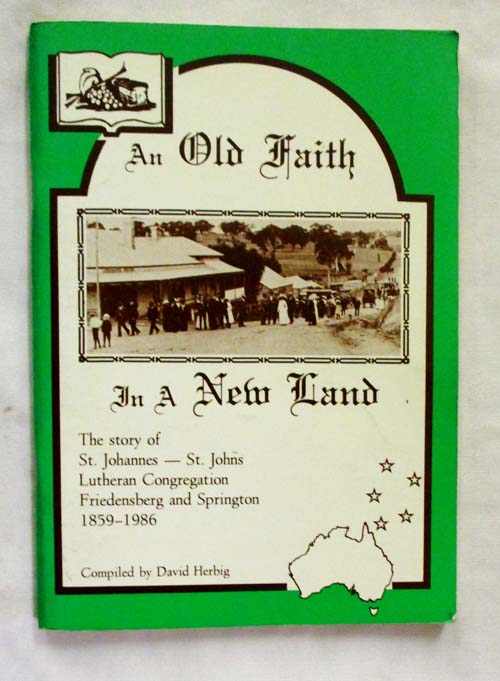 An Old Faith
In A New Land
The story of
St. Johannes — St. Johns
Lutheran Congregation
Friedensberg and Springton
1859–1986
Compiled by David Herbig